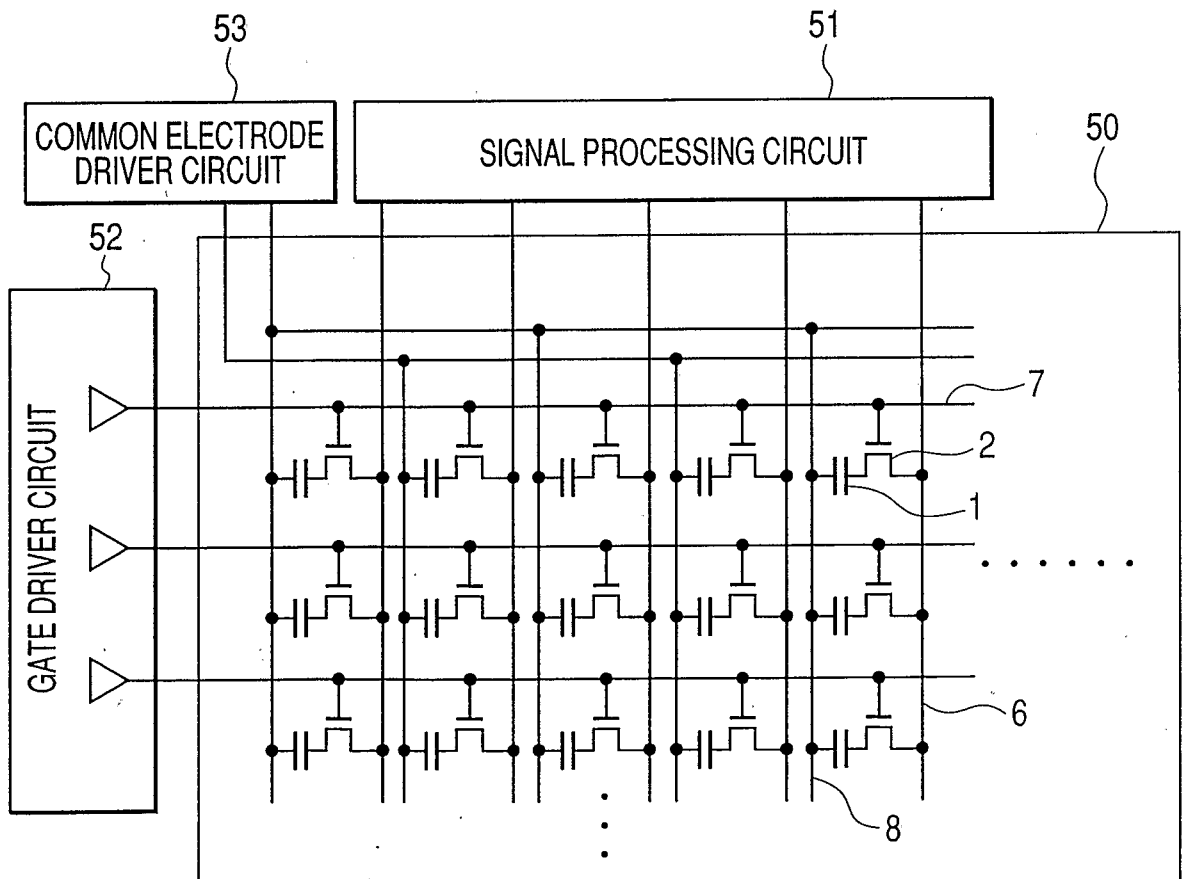 53
51
COMMON ELECTRODE
DRIVER CIRCUIT
SIGNAL PROCESSING CIRCUIT
50
52
GATE DRIVER CIRCUIT
7
2
1
6
8